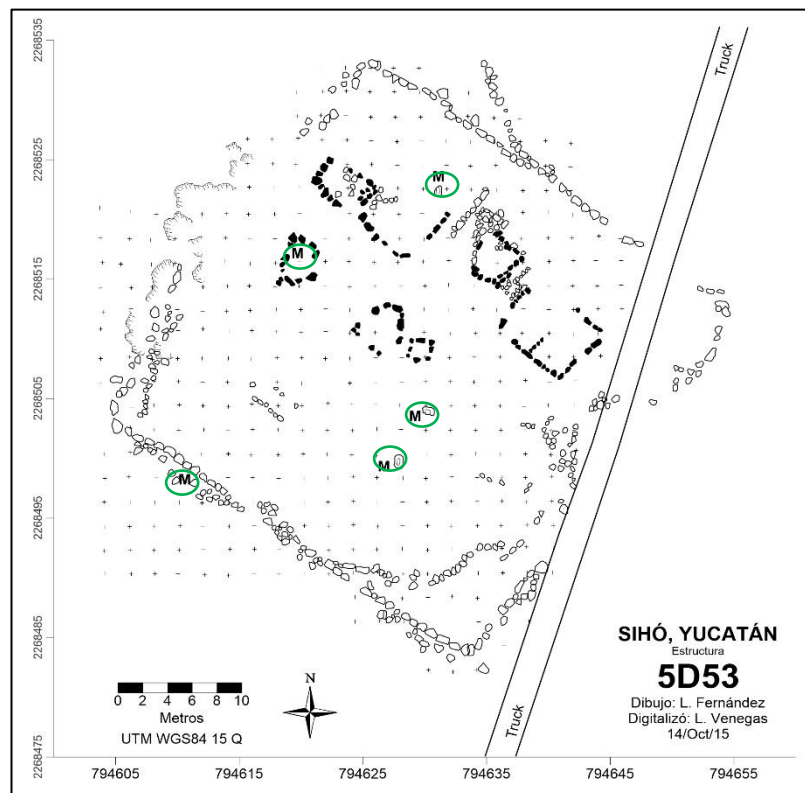 2268535
2268525
2268515
2268505
2268495
2268485
2268475
Truck
M
M
M
M
M
0 2 4 6 8 10
Metros
UTM WGS84 15 Q
N
SIHÓ, YUCATÁN
Estructura
5D53
Dibujo: L. Fernández
Digitalizó: L. Venegas
14/Oct/15
Truck
794605 794615 794625 794635 794645 794655